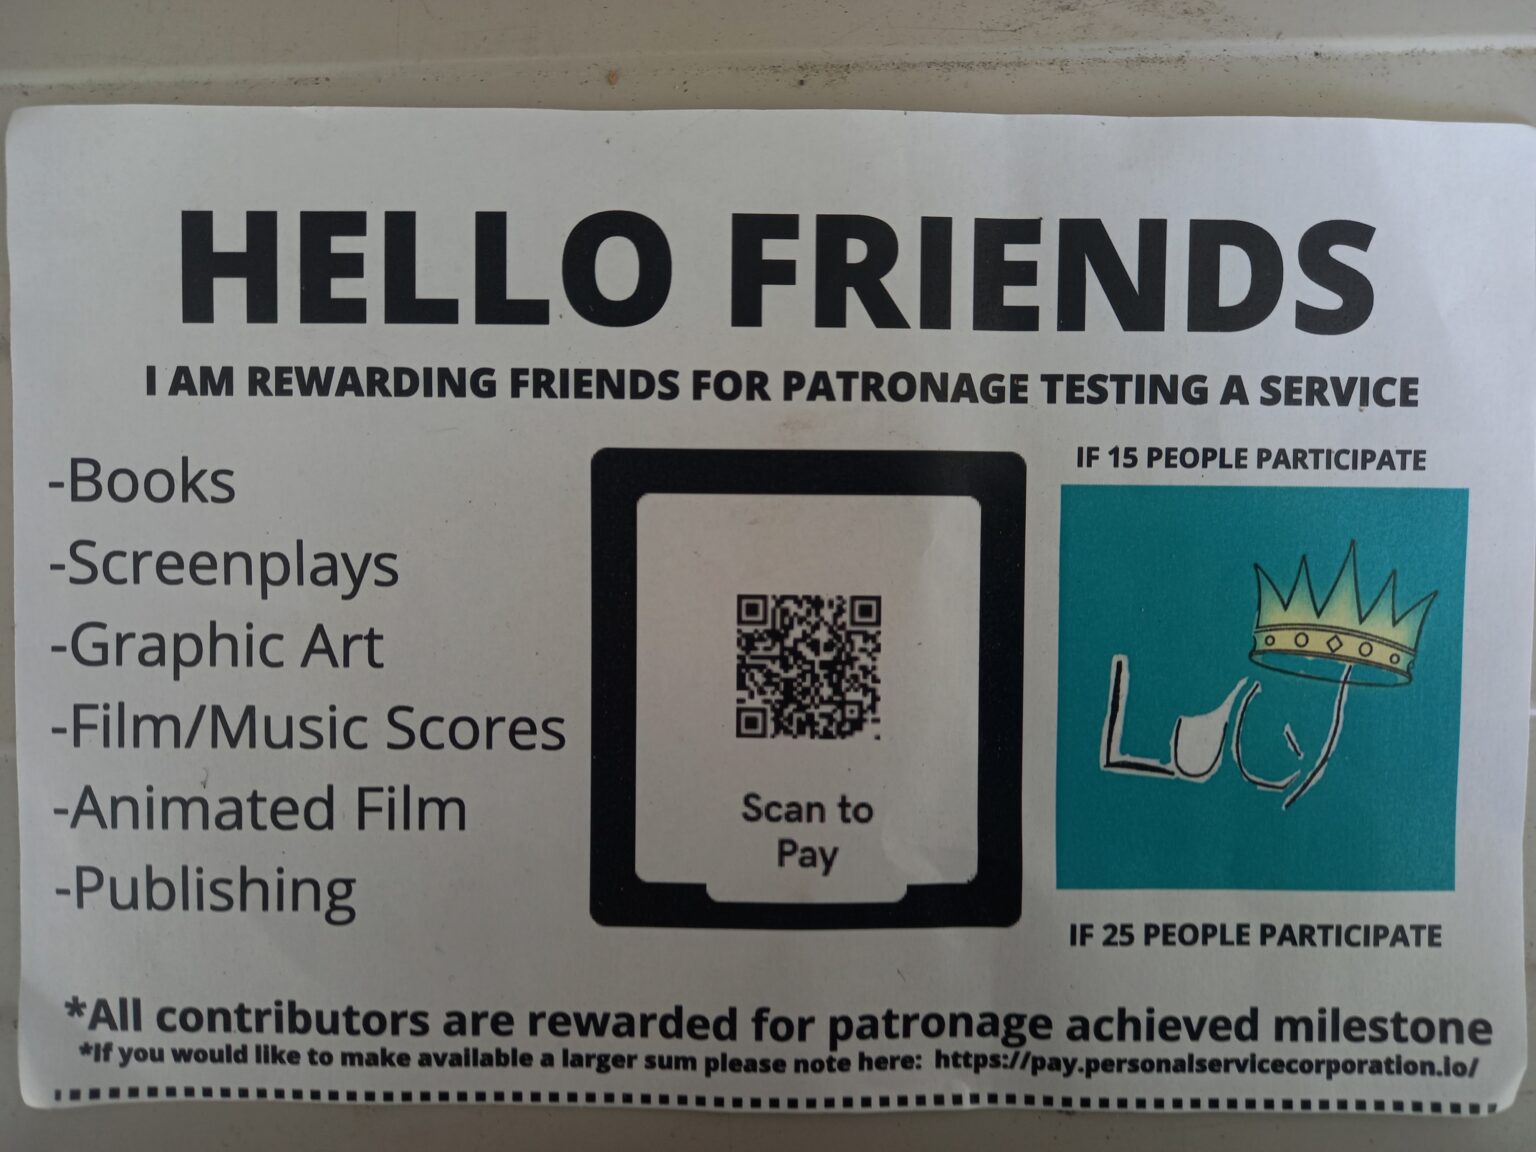 HELLO FRIENDS
I AM REWARDING FRIENDS FOR PATRONAGE TESTING A SERVICE
-Books
-Screenplays
-Graphic Art
-Film/Music Scores
-Animated Film
-Publishing
Scan to
Pay
IF 15 PEOPLE PARTICIPATE
LUCY
IF 25 PEOPLE PARTICIPATE
*All contributors are rewarded for patronage achieved milestone
*If you would like to make available a larger sum please note here: https://pay.personalservicecorporation.io/